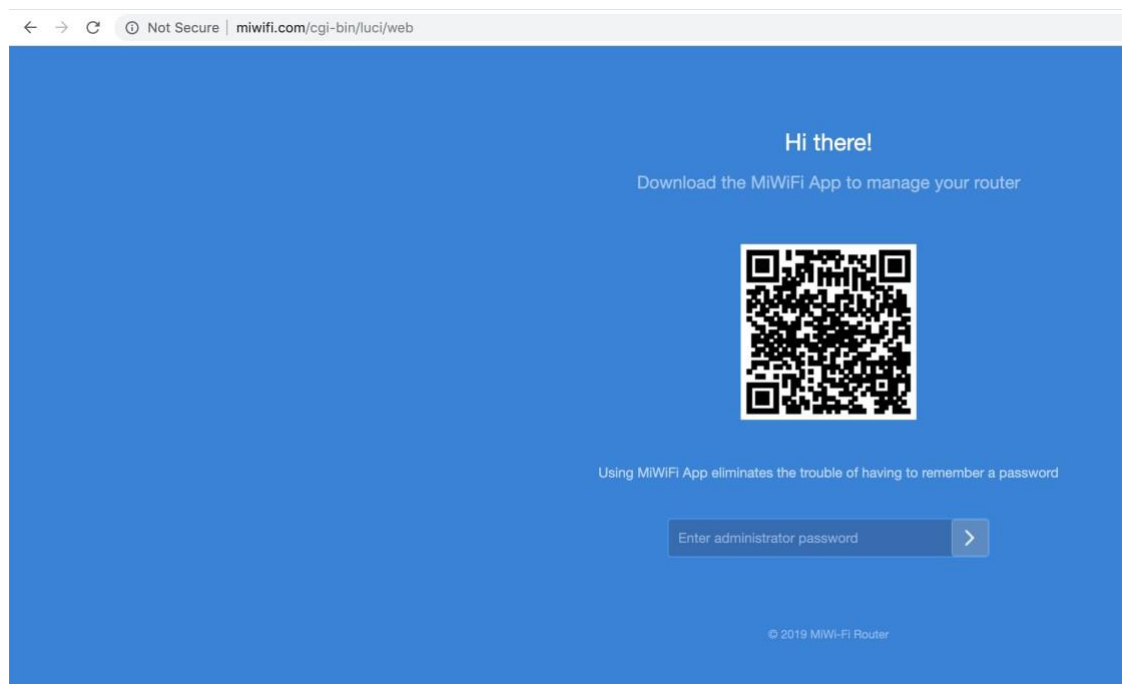 Not Secure | miwifi.com/cgi-bin/luci/web
Hi there!
Download the MiWiFi App to manage your router
Using MiWiFi App eliminates the trouble of having to remember a password
Enter administrator password
© 2019 MiWi-Fi Router